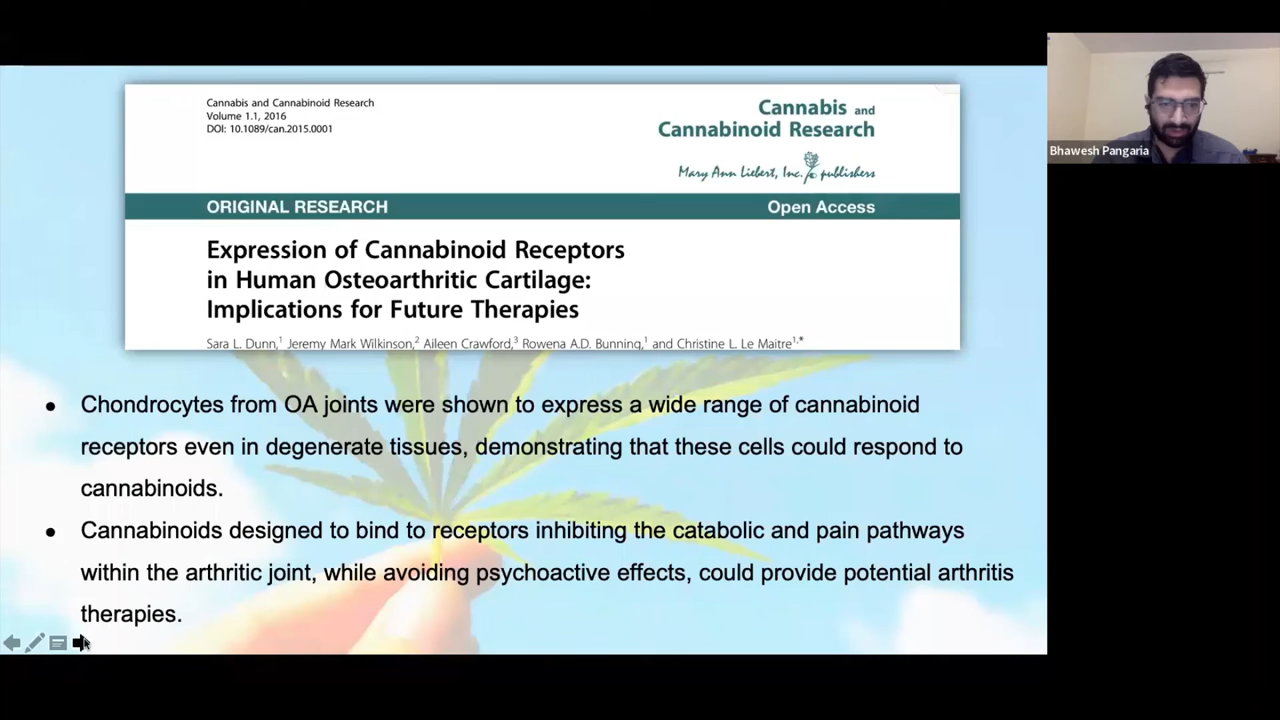 Cannabis and Cannabinoid Research
Volume 1.1, 2016
DOI: 10.1089/can.2015.0001
Cannabis and
Cannabinoid Research
Mary Ann Liebert, Inc. publishers
ORIGINAL RESEARCH
Open Access
Expression of Cannabinoid Receptors
in Human Osteoarthritic Cartilage:
Implications for Future Therapies
Sara L. Dunn,1 Jeremy Mark Wilkinson,2 Aileen Crawford,3 Rowena A.D. Bunning,1 and Christine L. Le Maitre1,*
● Chondrocytes from OA joints were shown to express a wide range of cannabinoid
receptors even in degenerate tissues, demonstrating that these cells could respond to
cannabinoids.
● Cannabinoids designed to bind to receptors inhibiting the catabolic and pain pathways
within the arthritic joint, while avoiding psychoactive effects, could provide potential arthritis
therapies.
Bhawesh Pangaria